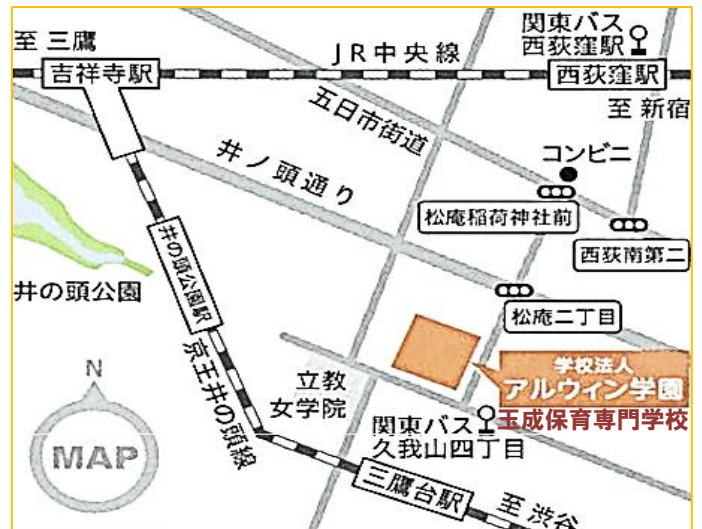 関東バス
西荻窪駅
至 三鷹
JR中央線
吉祥寺駅
西荻窪駅
至 新宿
五日市街道
井ノ頭通り
コンビニ
松庵稲荷神社前
西荻南第二
井の頭公園駅
井の頭公園
松庵二丁目
学校法人
アルウィン学園
玉成保育専門学校
立教
女学院
京王井の頭線
関東バス
久我山四丁目
三鷹台駅
至 渋谷
N
MAP